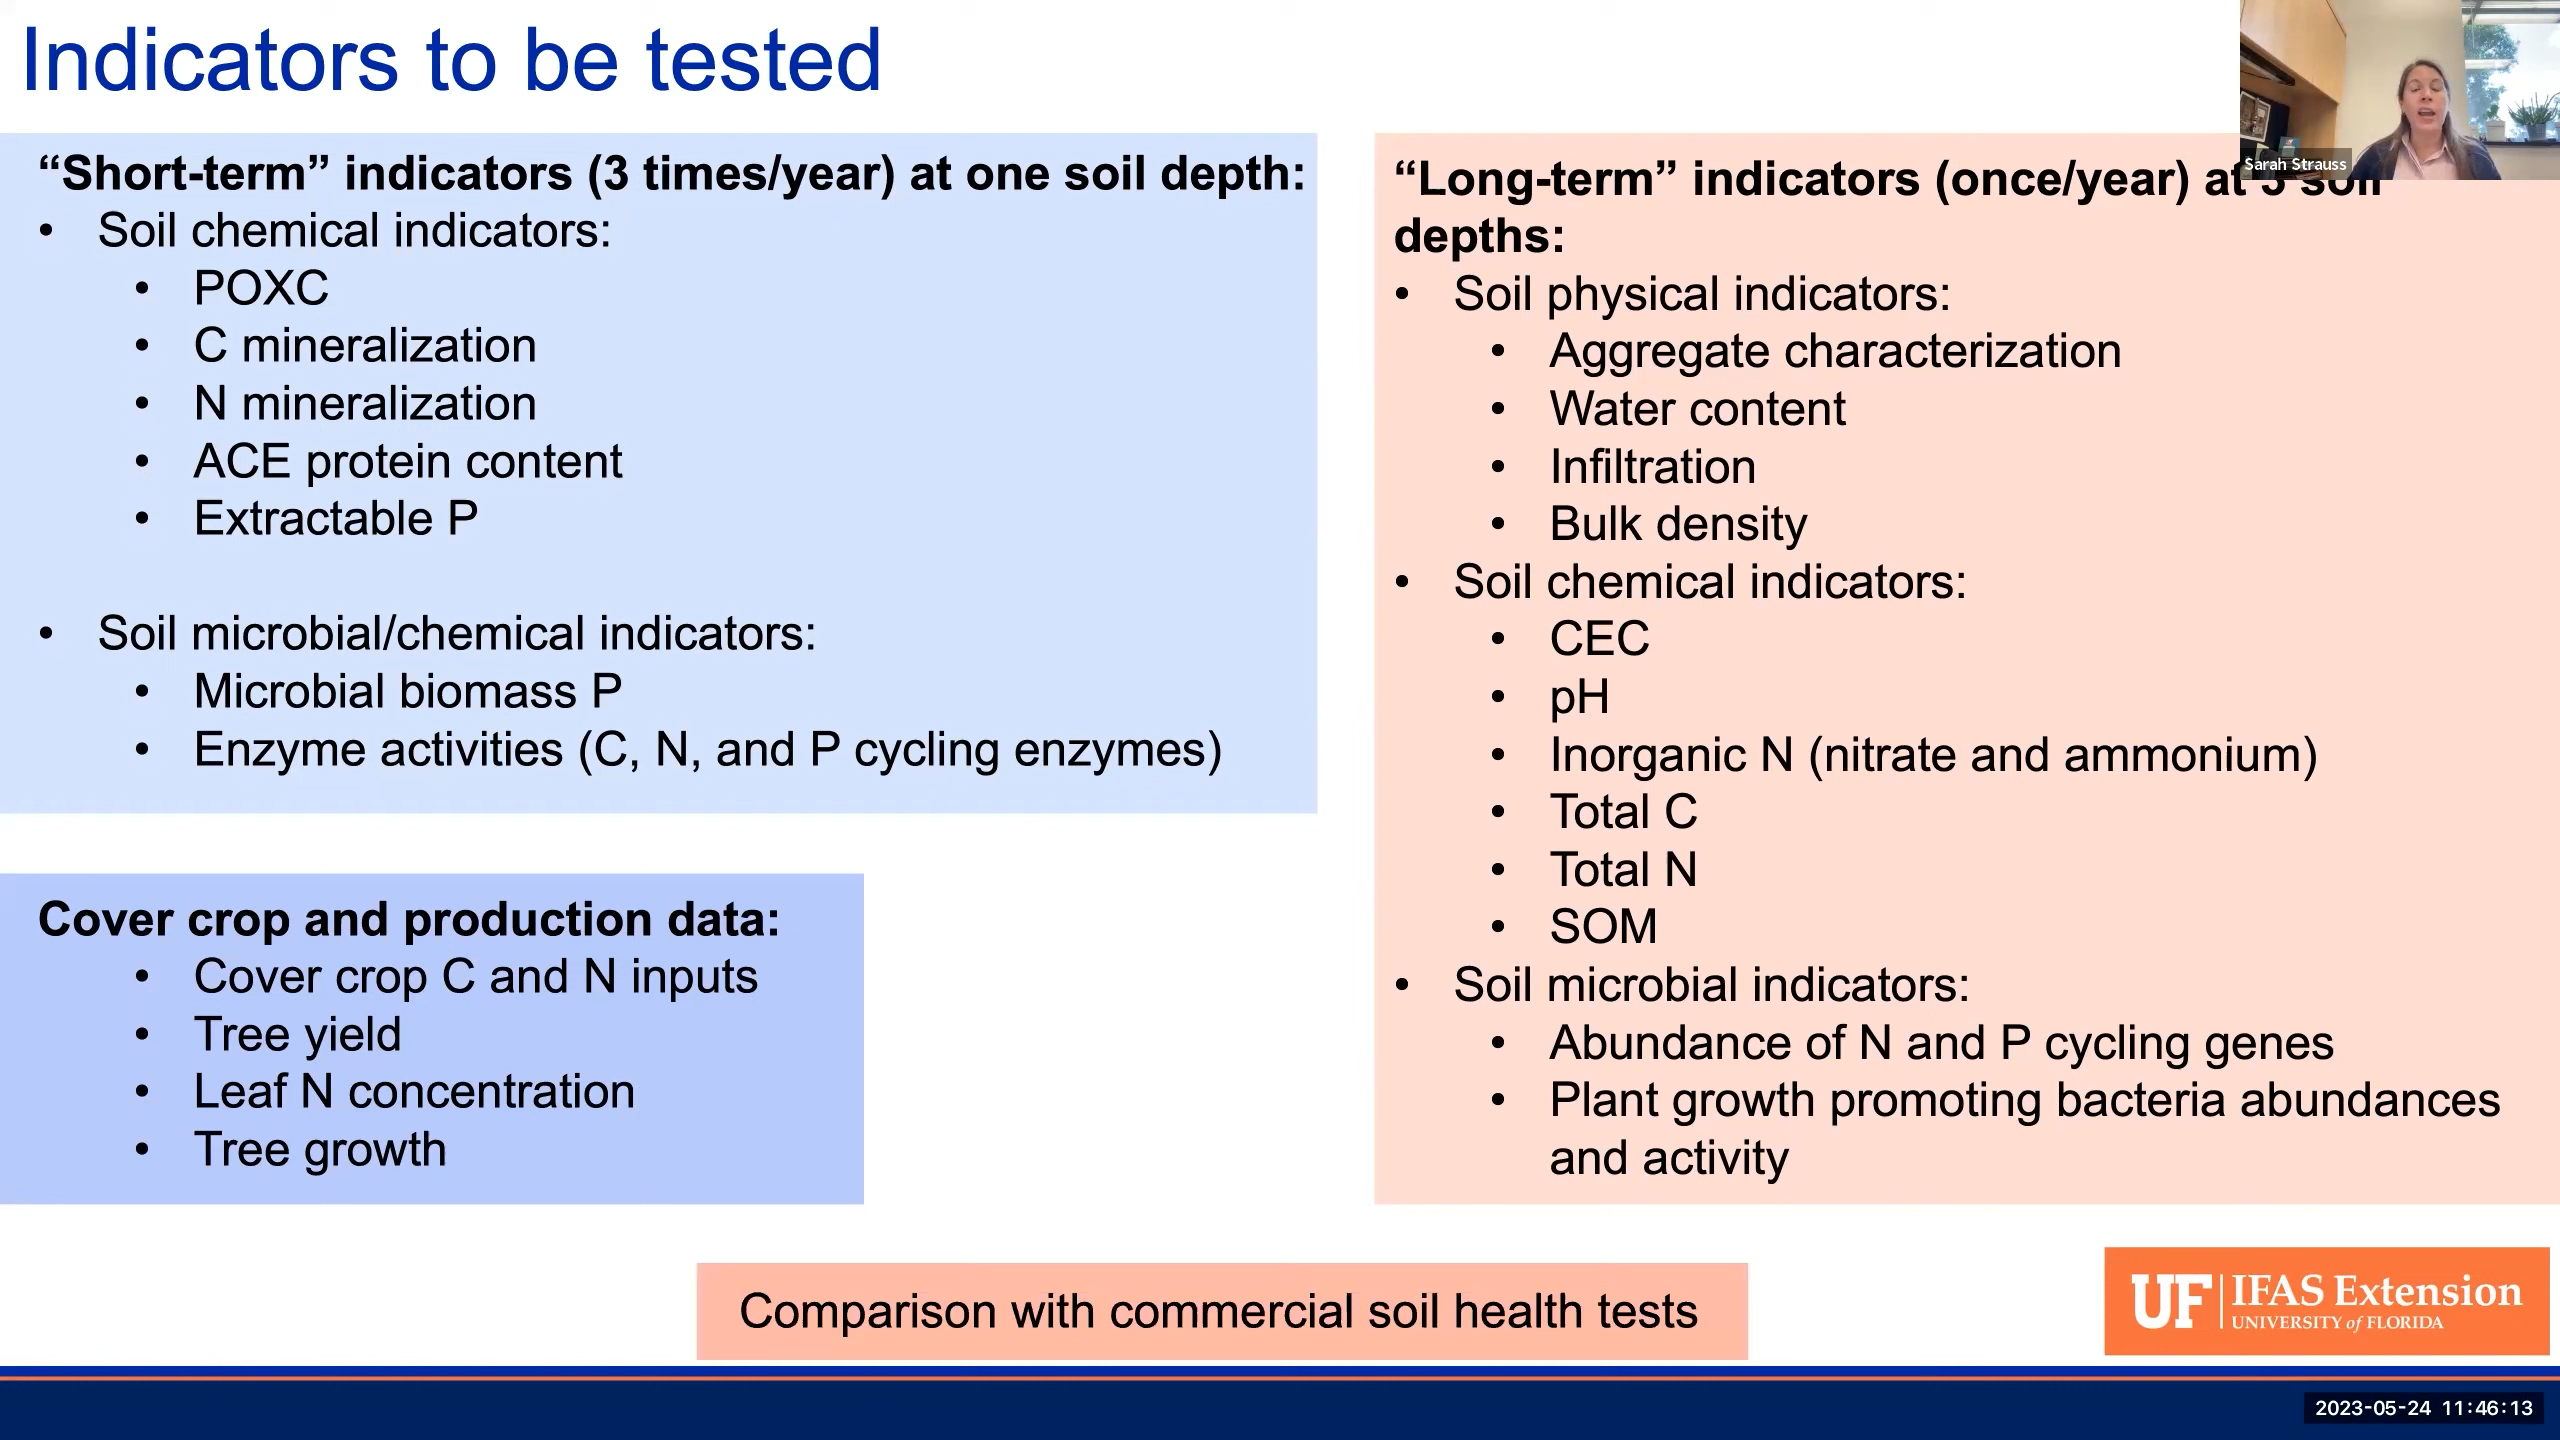 Indicators to be tested
“Short-term” indicators (3 times/year) at one soil depth:
• Soil chemical indicators:
• POXC
• C mineralization
• N mineralization
• ACE protein content
• Extractable P
• Soil microbial/chemical indicators:
• Microbial biomass P
• Enzyme activities (C, N, and P cycling enzymes)
Cover crop and production data:
• Cover crop C and N inputs
• Tree yield
• Leaf N concentration
• Tree growth
“Long-term” indicators (once/year) at 3 soil
depths:
• Soil physical indicators:
• Aggregate characterization
• Water content
• Infiltration
• Bulk density
• Soil chemical indicators:
• CEC
• pH
• Inorganic N (nitrate and ammonium)
• Total C
• Total N
• SOM
• Soil microbial indicators:
• Abundance of N and P cycling genes
• Plant growth promoting bacteria abundances
and activity
Comparison with commercial soil health tests
Sarah Strauss
UF IFAS Extension
UNIVERSITY of FLORIDA
2023-05-24 11:46:13